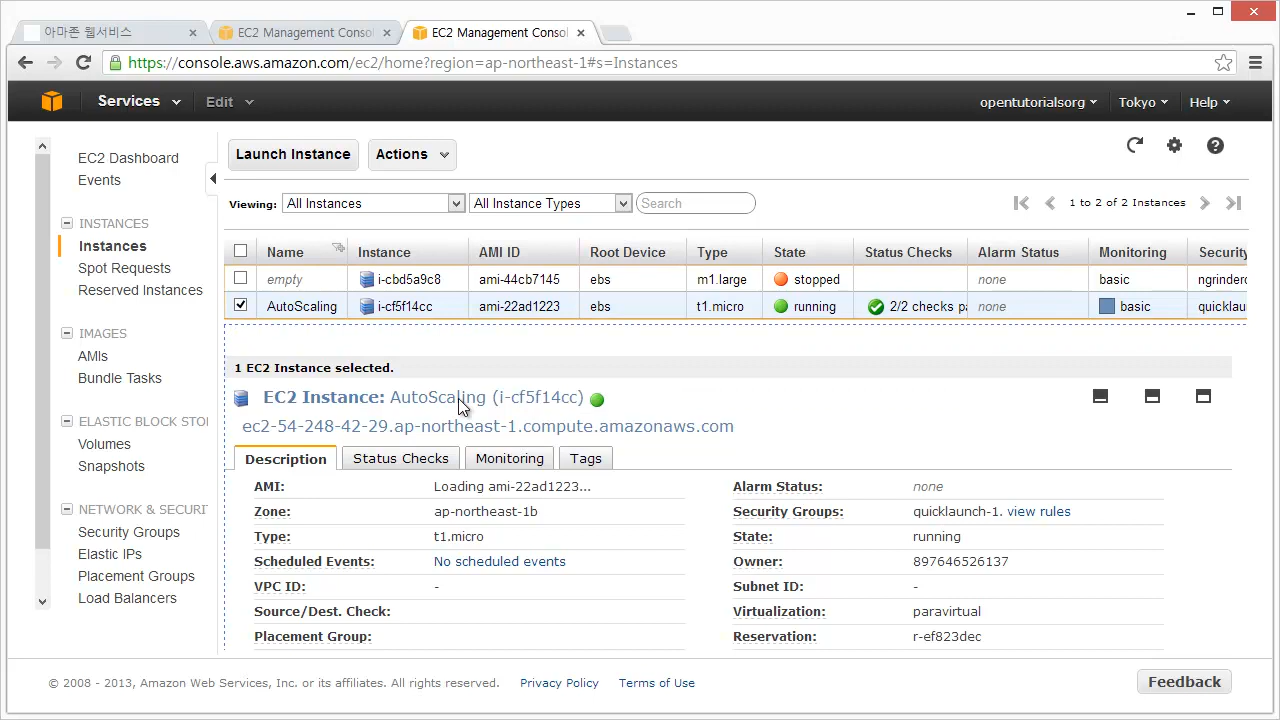 아마존 웹서비스
EC2 Management Consol
EC2 Management Consol
https://console.aws.amazon.com/ec2/home?region=ap-northeast-1#s=Instances
Services Edit opentutorialsorg Tokyo Help
EC2 Dashboard
Events
INSTANCES
Instances
Spot Requests
Reserved Instances
IMAGES
AMIs
Bundle Tasks
ELASTIC BLOCK STO
Volumes
Snapshots
NETWORK & SECURIT
Security Groups
Elastic IPs
Placement Groups
Load Balancers
Launch Instance Actions
Viewing: All Instances All Instance Types Search 1 to 2 of 2 Instances
Name Instance AMI ID Root Device Type State Status Checks Alarm Status Monitoring Security
empty i-cbd5a9c8 ami-44cb7145 ebs m1.large stopped none basic ngrinder
AutoScaling i-cf5f14cc ami-22ad1223 ebs t1.micro running 2/2 checks pa none basic quicklau
1 EC2 Instance selected.
EC2 Instance: AutoScaling (i-cf5f14cc)
ec2-54-248-42-29.ap-northeast-1.compute.amazonaws.com
Description Status Checks Monitoring Tags
AMI: Loading ami-22ad1223... Alarm Status: none
Zone: ap-northeast-1b Security Groups: quicklaunch-1. view rules
Type: t1.micro State: running
Scheduled Events: No scheduled events Owner: 897646526137
VPC ID: - Subnet ID: -
Source/Dest. Check: Virtualization: paravirtual
Placement Group: Reservation: r-ef823dec
© 2008 - 2013, Amazon Web Services, Inc. or its affiliates. All rights reserved. Privacy Policy Terms of Use Feedback